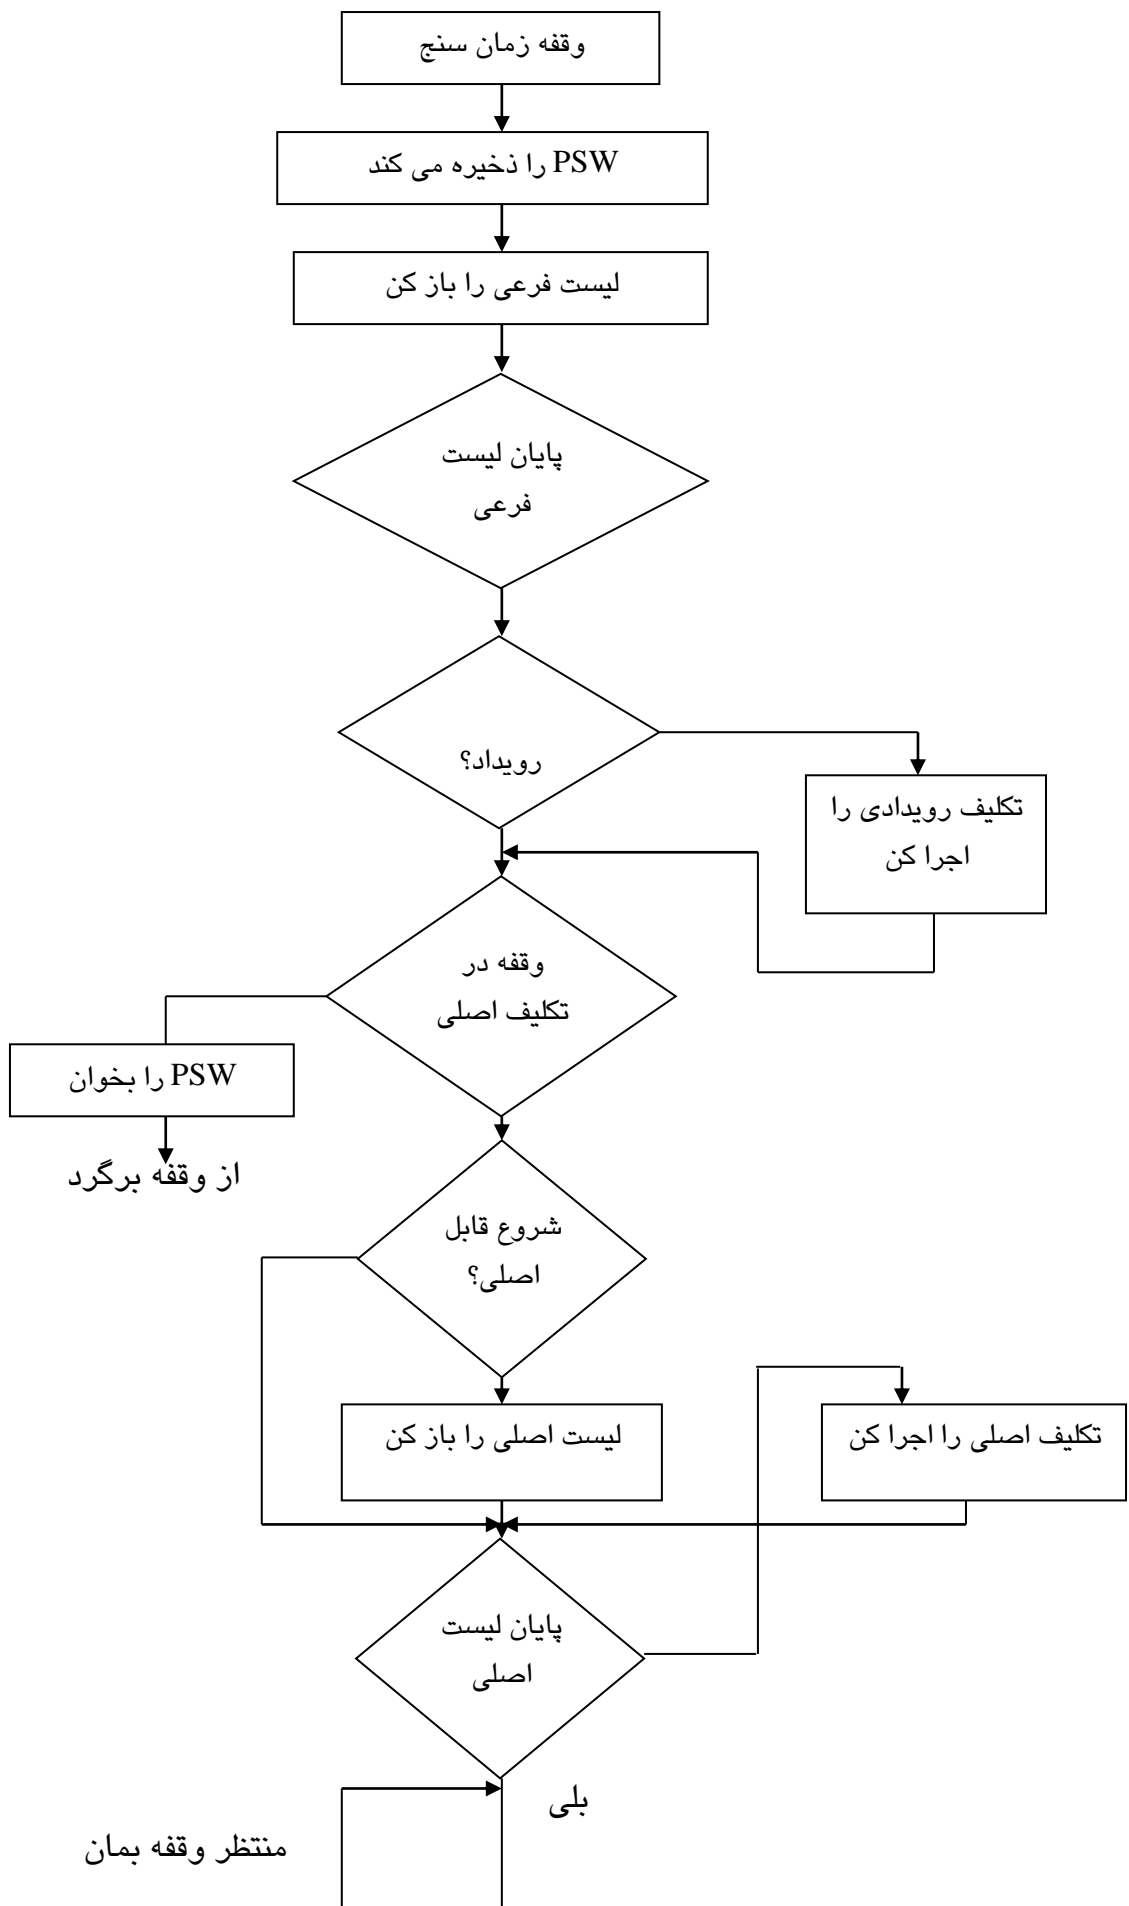 وقفه زمان سنج
PSW را ذخیره می کند
لیست فرعی را باز کن
پایان لیست
فرعی
رویداد؟
تکلیف رویدادی را
اجرا کن
وقفه در
تکلیف اصلی
PSW را بخوان
از وقفه برگرد
شروع قابل
اصلی؟
لیست اصلی را باز کن
تکلیف اصلی را اجرا کن
پایان لیست
اصلی
بلی
منتظر وقفه بمان